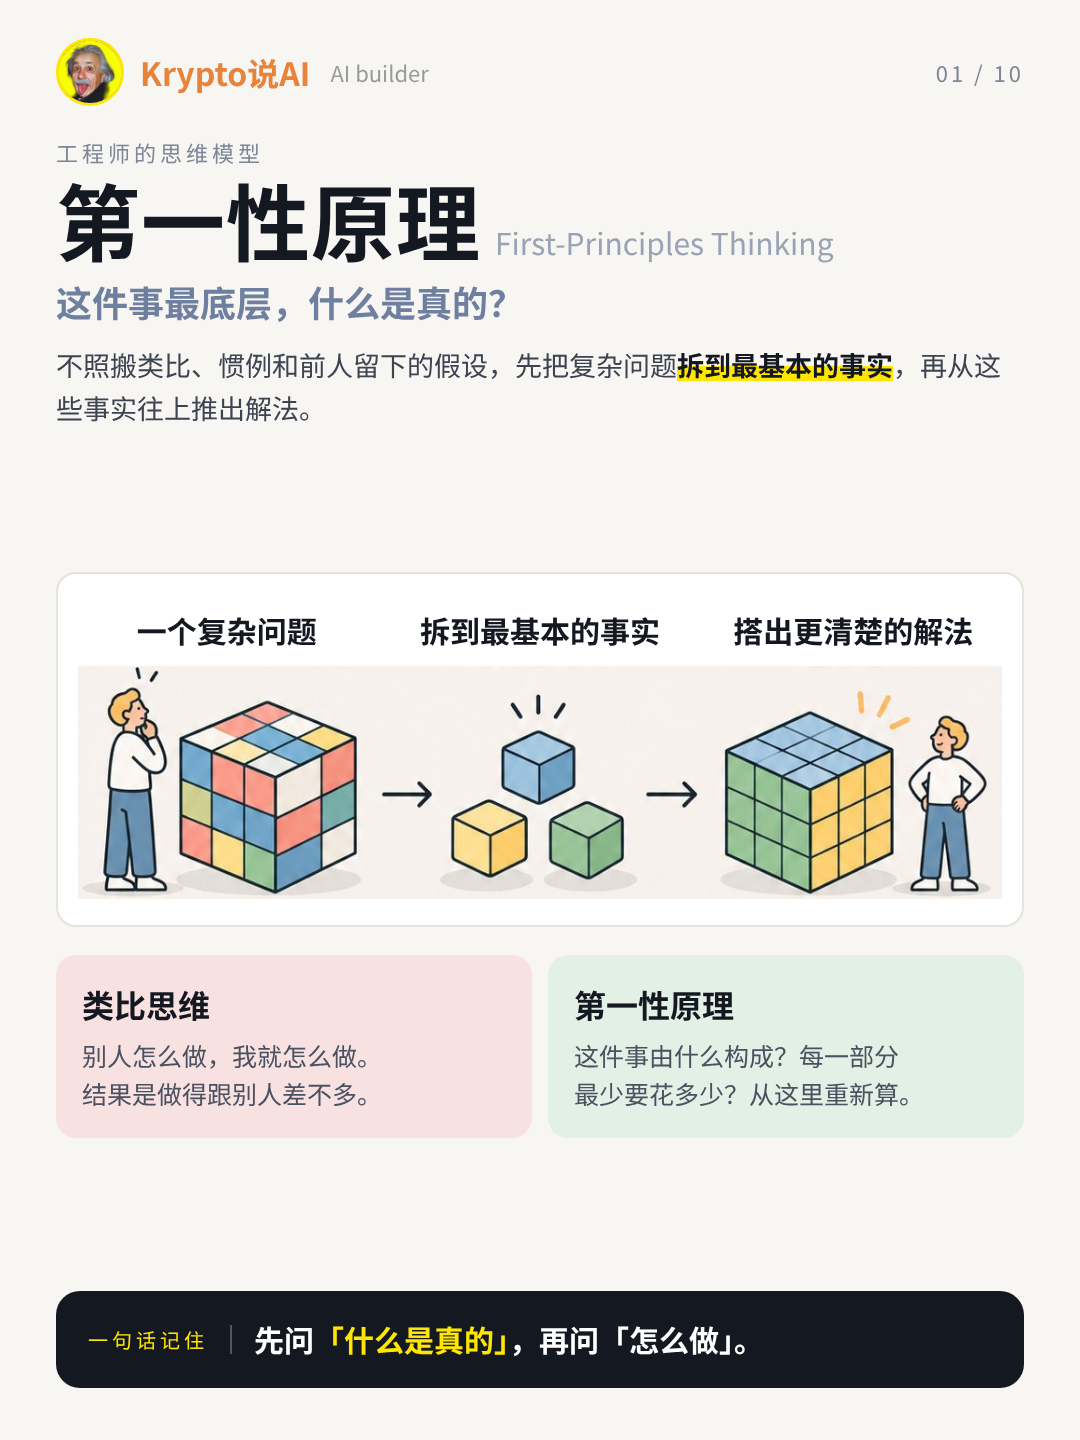 Krypto说AI AI builder 01 / 10
工程师的思维模型
第一性原理 First-Principles Thinking
这件事最底层，什么是真的？
不照搬类比、惯例和前人留下的假设，先把复杂问题拆到最基本的事实，再从这
些事实往上推出解法。
一个复杂问题 拆到最基本的事实 搭出更清楚的解法
类比思维
别人怎么做，我就怎么做。
结果是做得跟别人差不多。
第一性原理
这件事由什么构成？每一部分
最少要花多少？从这里重新算。
一句话记住 先问「什么是真的」，再问「怎么做」。